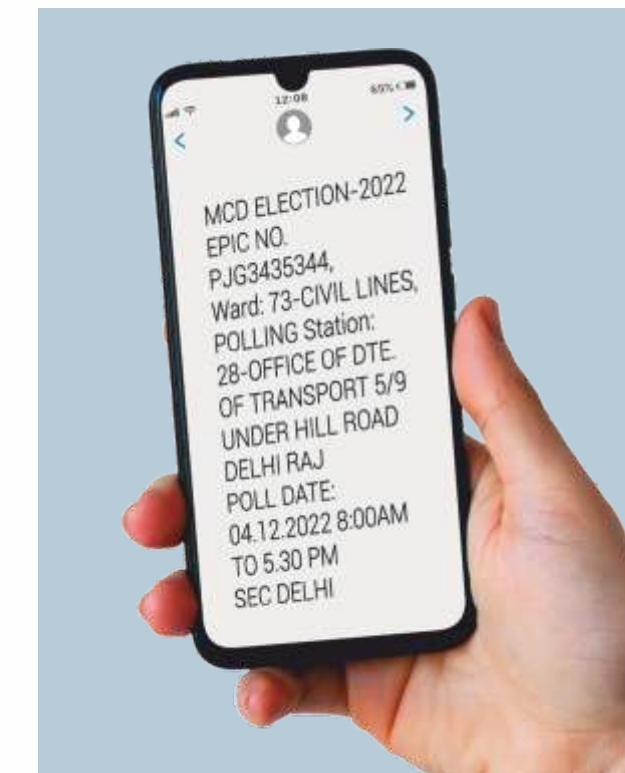 12:08
65%
MCD ELECTION-2022
EPIC NO.
PJG3435344,
Ward: 73-CIVIL LINES,
POLLING Station:
28-OFFICE OF DTE.
OF TRANSPORT 5/9
UNDER HILL ROAD
DELHI RAJ
POLL DATE:
04.12.2022 8:00AM
TO 5.30 PM
SEC DELHI